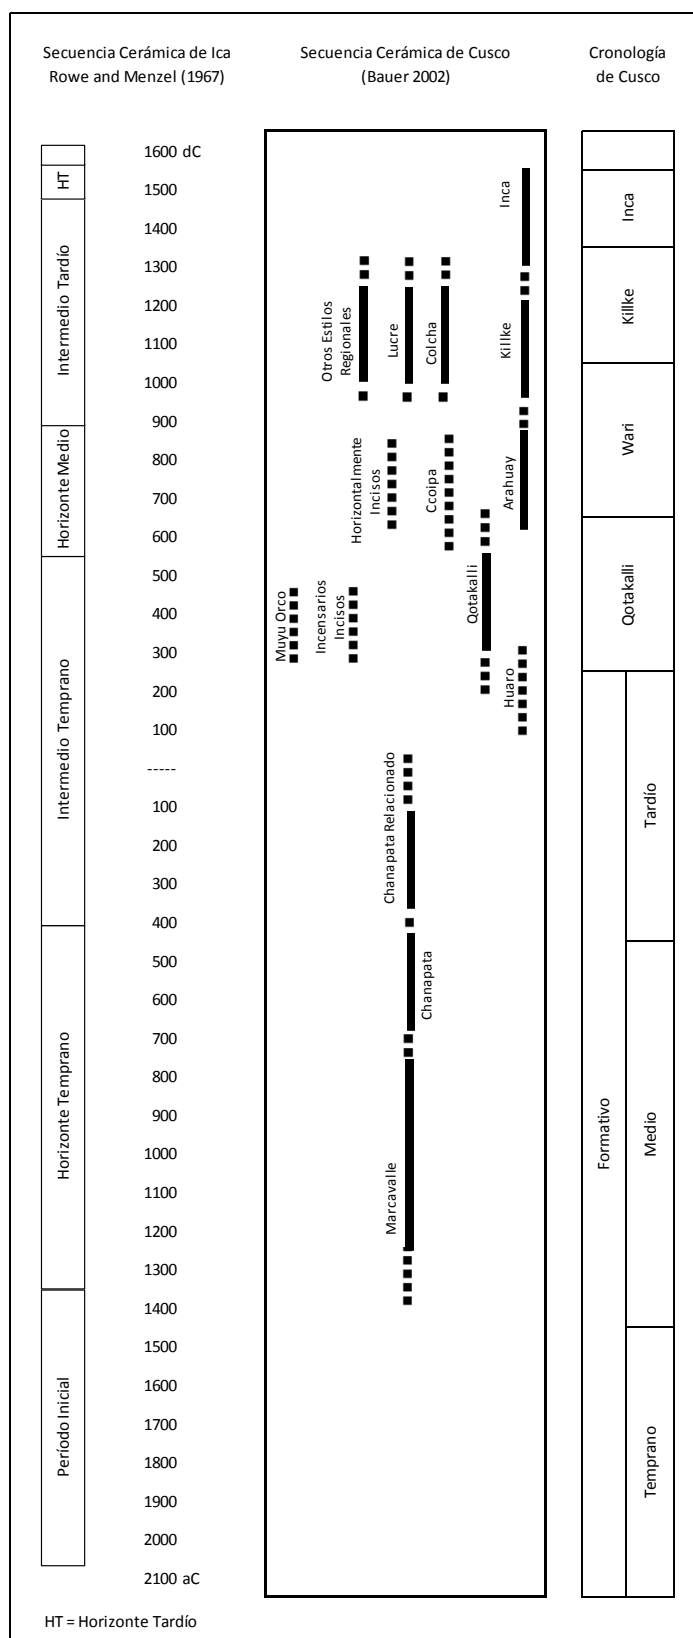 Secuencia Cerámica de Ica
Rowe and Menzel (1967)
Secuencia Cerámica de Cusco
(Bauer 2002)
Cronología
de Cusco
HT
Intermedio Tardío
Horizonte Medio
Intermedio Temprano
Horizonte Temprano
Período Inicial
1600 dC
1500
1400
1300
1200
1100
1000
900
800
700
600
500
400
300
200
100
-----
100
200
300
400
500
600
700
800
900
1000
1100
1200
1300
1400
1500
1600
1700
1800
1900
2000
2100 aC
Inca
Otros Estilos
Regionales
Lucre
Colcha
Killke
Horizontalmente
Incisos
Ccoipa
Arahuay
Muyu Orco
Incensarios
Incisos
Qotakalli
Huaro
Chanapata Relacionado
Chanapata
Marcavalle
Inca
Killke
Wari
Qotakalli
Formativo
Tardío
Medio
Temprano
HT = Horizonte Tardío